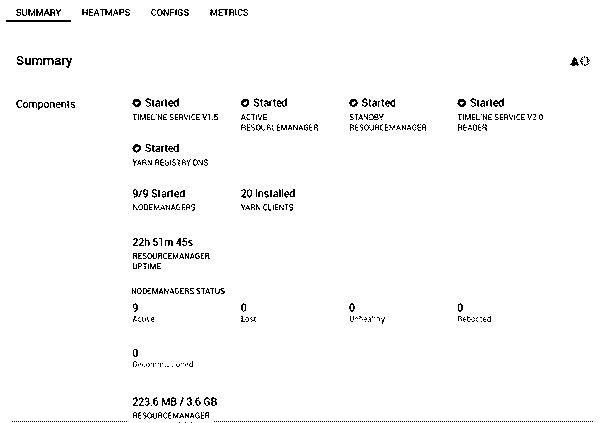 SUMMARY HEATMAPS CONFIGS METRICS
Summary
Components
Started Started Started Started
TIMELINE SERVICE V1.5 ACTIVE STANDBY TIMELINE SERVICE V2.0
RESOURCEMANAGER RESOURCEMANAGER READER
Started
YARN REGISTRY DNS
9/9 Started 20 Installed
NODEMANAGERS YARN CLIENTS
22h 51m 45s
RESOURCEMANAGER
UPTIME
NODEMANAGERS STATUS
9 0 0 0
Active Lost Unhealthy Rebooted
0
Decommissioned
223.6 MB / 3.6 GB
RESOURCEMANAGER